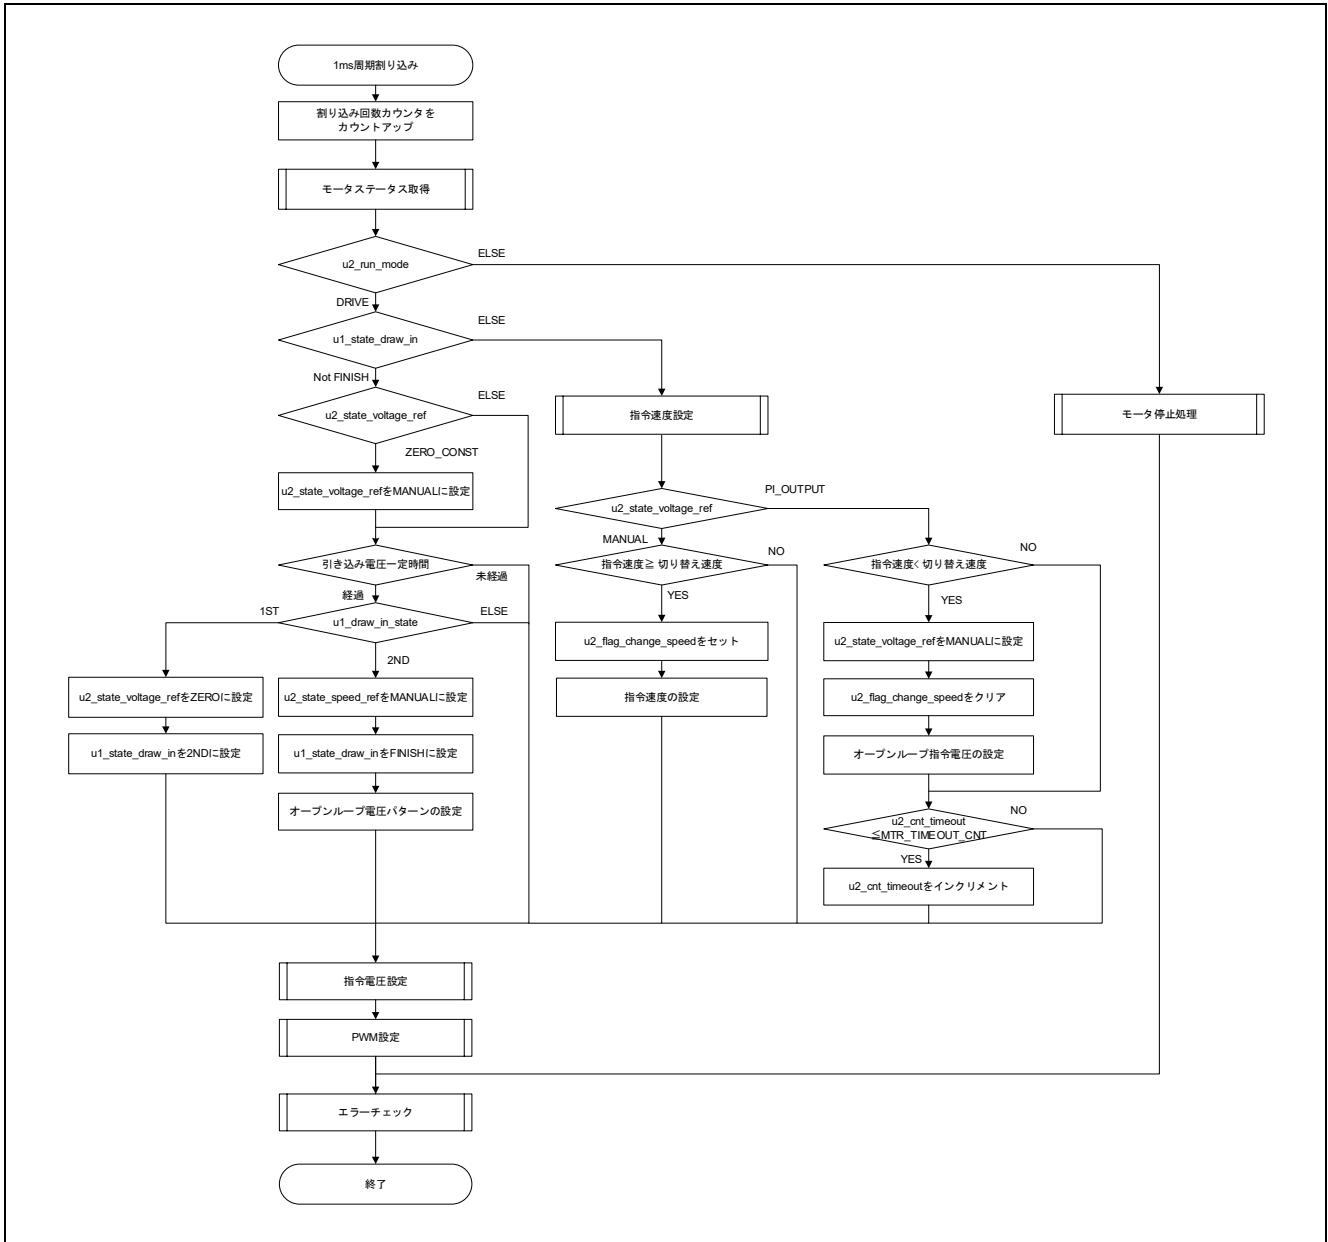 1ms周期割り込み
割り込み回数カウンタを
カウントアップ
モータステータス取得
u2_run_mode
ELSE
DRIVE
u1_state_draw_in
ELSE
Not FINISH
u2_state_voltage_ref
ELSE
ZERO_CONST
u2_state_voltage_refをMANUALに設定
引き込み電圧一定時間
未経過
経過
u1_draw_in_state
1ST
ELSE
2ND
u2_state_voltage_refをZEROに設定
u1_state_draw_inを2NDに設定
u2_state_speed_refをMANUALに設定
u1_state_draw_inをFINISHに設定
オープンループ電圧パターンの設定
指令速度設定
u2_state_voltage_ref
PI_OUTPUT
MANUAL
指令速度≧ 切り替え速度
NO
YES
u2_flag_change_speedをセット
指令速度の設定
指令速度< 切り替え速度
NO
YES
u2_state_voltage_refをMANUALに設定
u2_flag_change_speedをクリア
オープンループ指令電圧の設定
u2_cnt_timeout
≦MTR_TIMEOUT_CNT
NO
YES
u2_cnt_timeoutをインクリメント
モータ停止処理
指令電圧設定
PWM設定
エラーチェック
終了